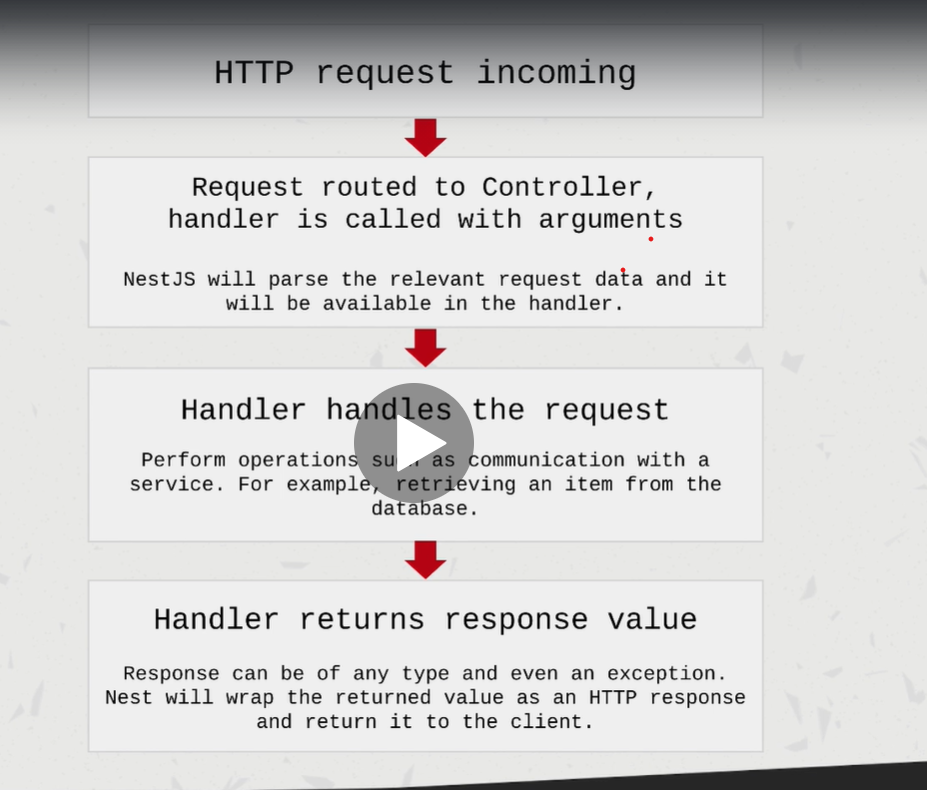 HTTP request incoming
Request routed to Controller,
handler is called with arguments
NestJS will parse the relevant request data and it
will be available in the handler.
Handler handles the request
Perform operations such as communication with a
service. For example, retrieving an item from the
database.
Handler returns response value
Response can be of any type and even an exception.
Nest will wrap the returned value as an HTTP response
and return it to the client.